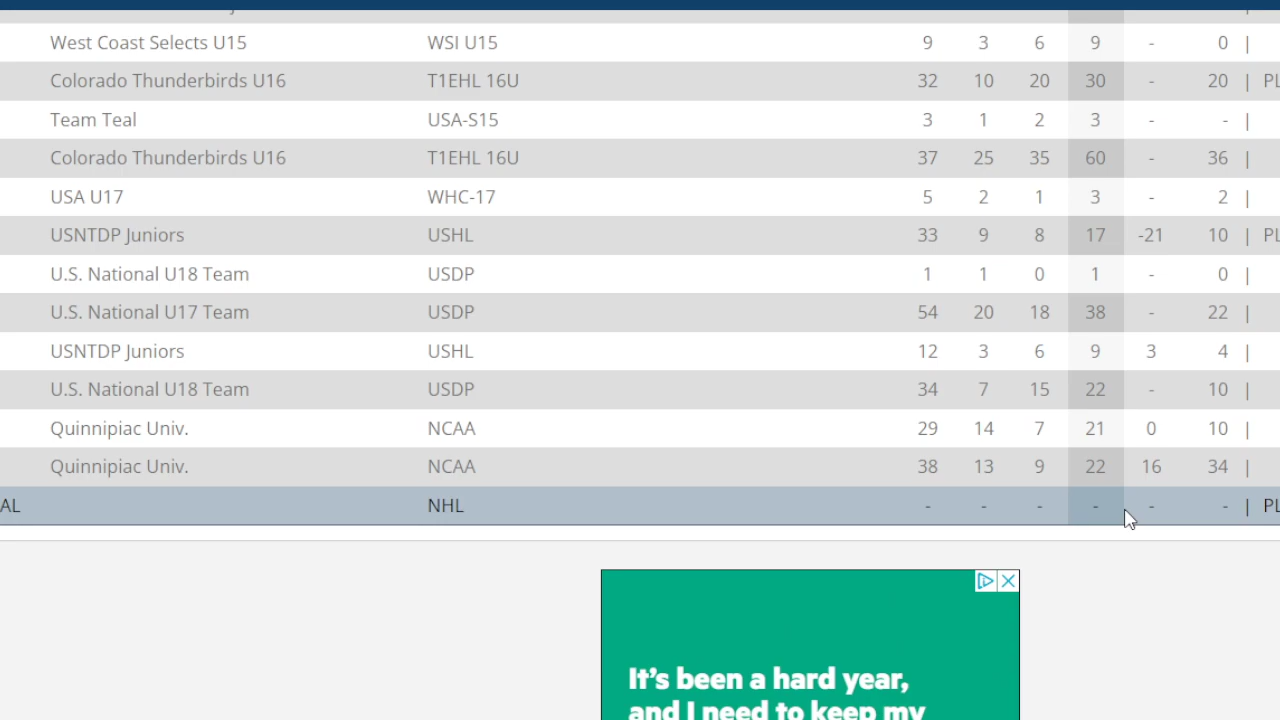 West Coast Selects U15 WSI U15 9 3 6 9 - 0 |
Colorado Thunderbirds U16 T1EHL 16U 32 10 20 30 - 20 | PL
Team Teal USA-S15 3 1 2 3 - - |
Colorado Thunderbirds U16 T1EHL 16U 37 25 35 60 - 36 |
USA U17 WHC-17 5 2 1 3 - 2 |
USNTDP Juniors USHL 33 9 8 17 -21 10 | PL
U.S. National U18 Team USDP 1 1 0 1 - 0 |
U.S. National U17 Team USDP 54 20 18 38 - 22 |
USNTDP Juniors USHL 12 3 6 9 3 4 |
U.S. National U18 Team USDP 34 7 15 22 - 10 |
Quinnipiac Univ. NCAA 29 14 7 21 0 10 |
Quinnipiac Univ. NCAA 38 13 9 22 16 34 |
AL NHL - - - - - - | PL
It's been a hard year,
and I need to keep my